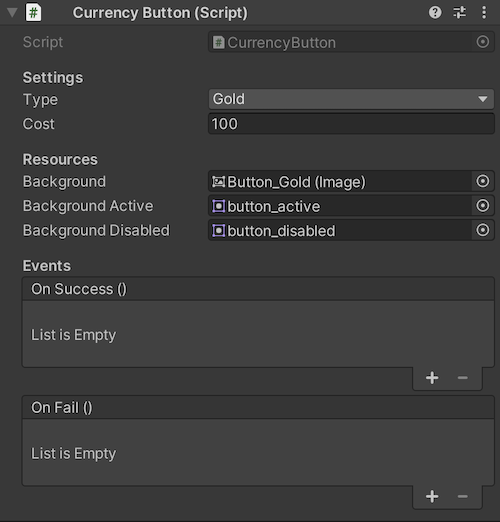 Currency Button (Script)
Script CurrencyButton
Settings
Type Gold
Cost 100
Resources
Background Button_Gold (Image)
Background Active button_active
Background Disabled button_disabled
Events
On Success ()
List is Empty
+ −
On Fail ()
List is Empty
+ −